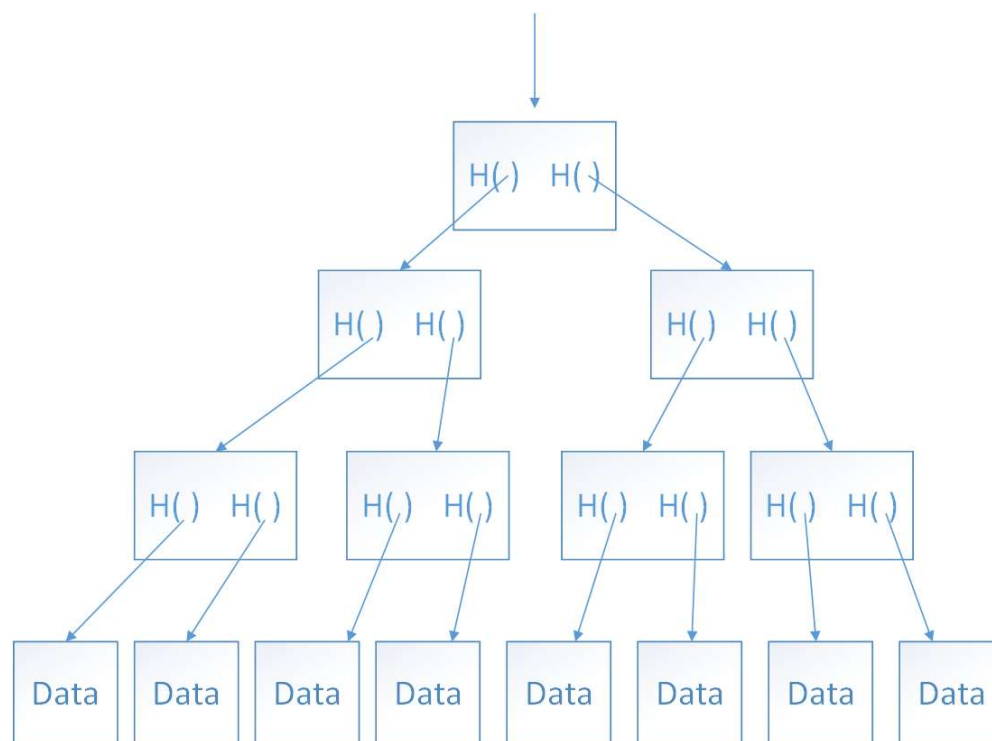 H( ) H( )
H( ) H( ) H( ) H( )
H( ) H( ) H( ) H( ) H( ) H( ) H( ) H( )
Data Data Data Data Data Data Data Data